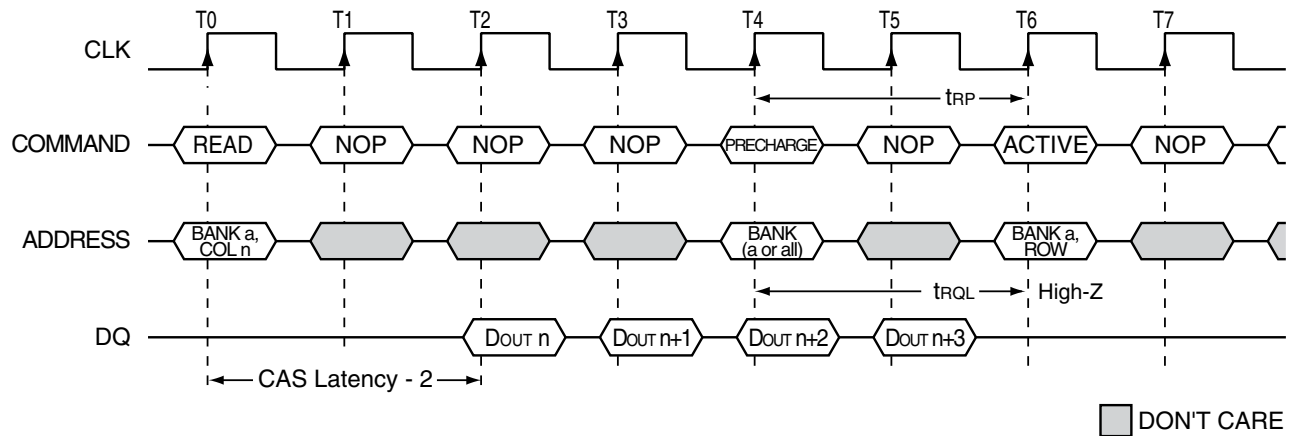 T0 T1 T2 T3 T4 T5 T6 T7
CLK
tRP
COMMAND READ NOP NOP NOP PRECHARGE NOP ACTIVE NOP
ADDRESS BANK a, COL n BANK (a or all) BANK a, ROW
tRQL High-Z
DQ DOUT n DOUT n+1 DOUT n+2 DOUT n+3
CAS Latency - 2
DON'T CARE